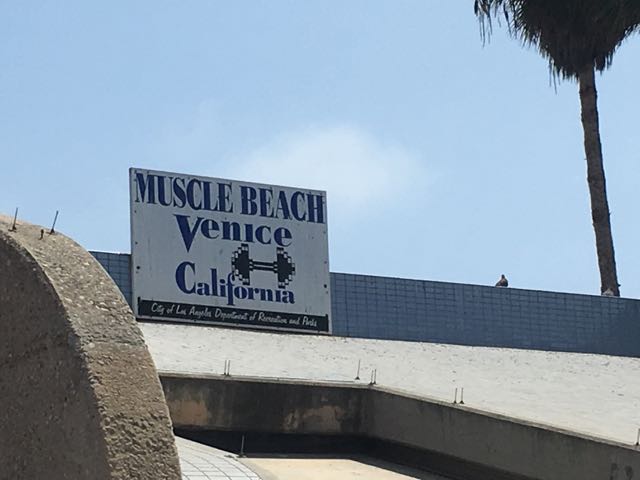 MUSCLE BEACH
Venice
California
City of Los Angeles Department of Recreation and Parks